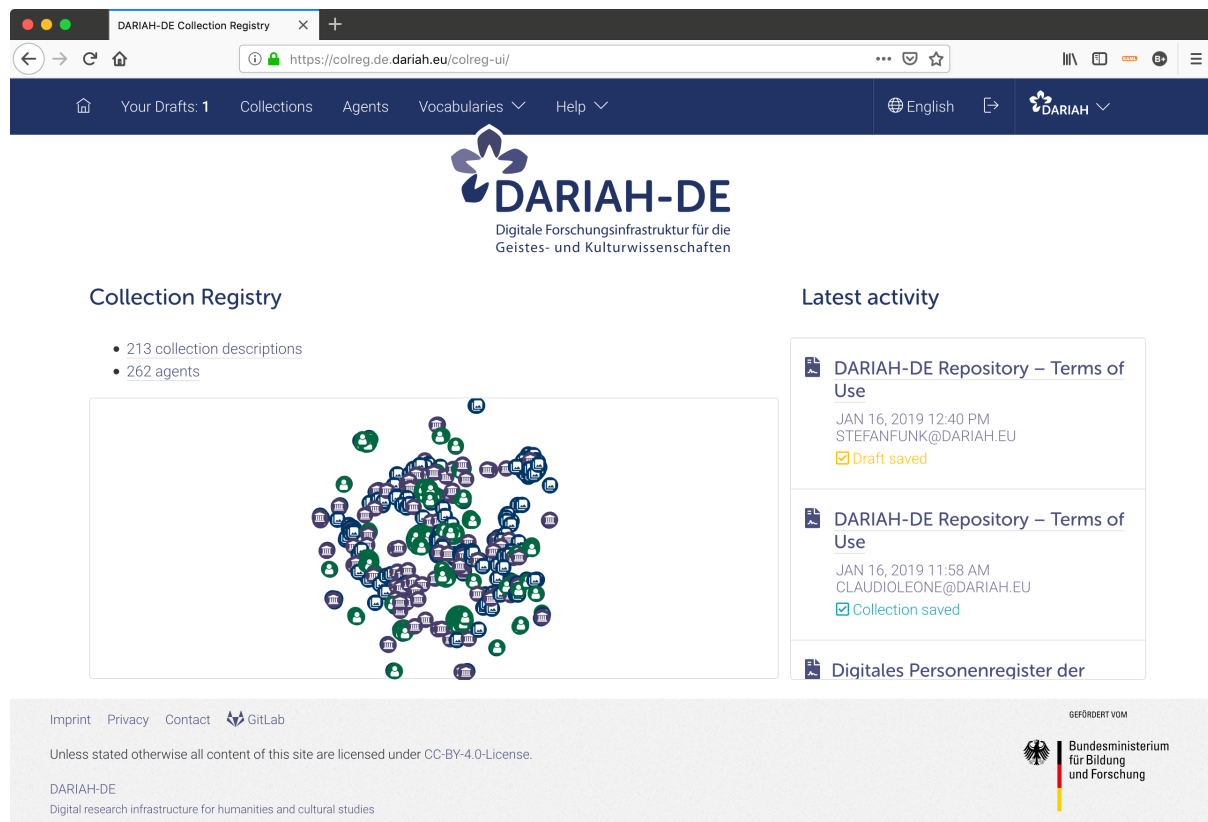 DARIAH-DE Collection Registry
https://colreg.de.dariah.eu/colreg-ui/
Your Drafts: 1 Collections Agents Vocabularies Help English DARIAH
DARIAH-DE
Digitale Forschungsinfrastruktur für die
Geistes- und Kulturwissenschaften
Collection Registry
213 collection descriptions
262 agents
Latest activity
DARIAH-DE Repository – Terms of
Use
JAN 16, 2019 12:40 PM
STEFANFUNK@DARIAH.EU
Draft saved
DARIAH-DE Repository – Terms of
Use
JAN 16, 2019 11:58 AM
CLAUDIOLEONE@DARIAH.EU
Collection saved
Digitales Personenregister der
Imprint Privacy Contact GitLab
Unless stated otherwise all content of this site are licensed under CC-BY-4.0-License.
DARIAH-DE
Digital research infrastructure for humanities and cultural studies
GEFÖRDERT VOM
Bundesministerium
für Bildung
und Forschung